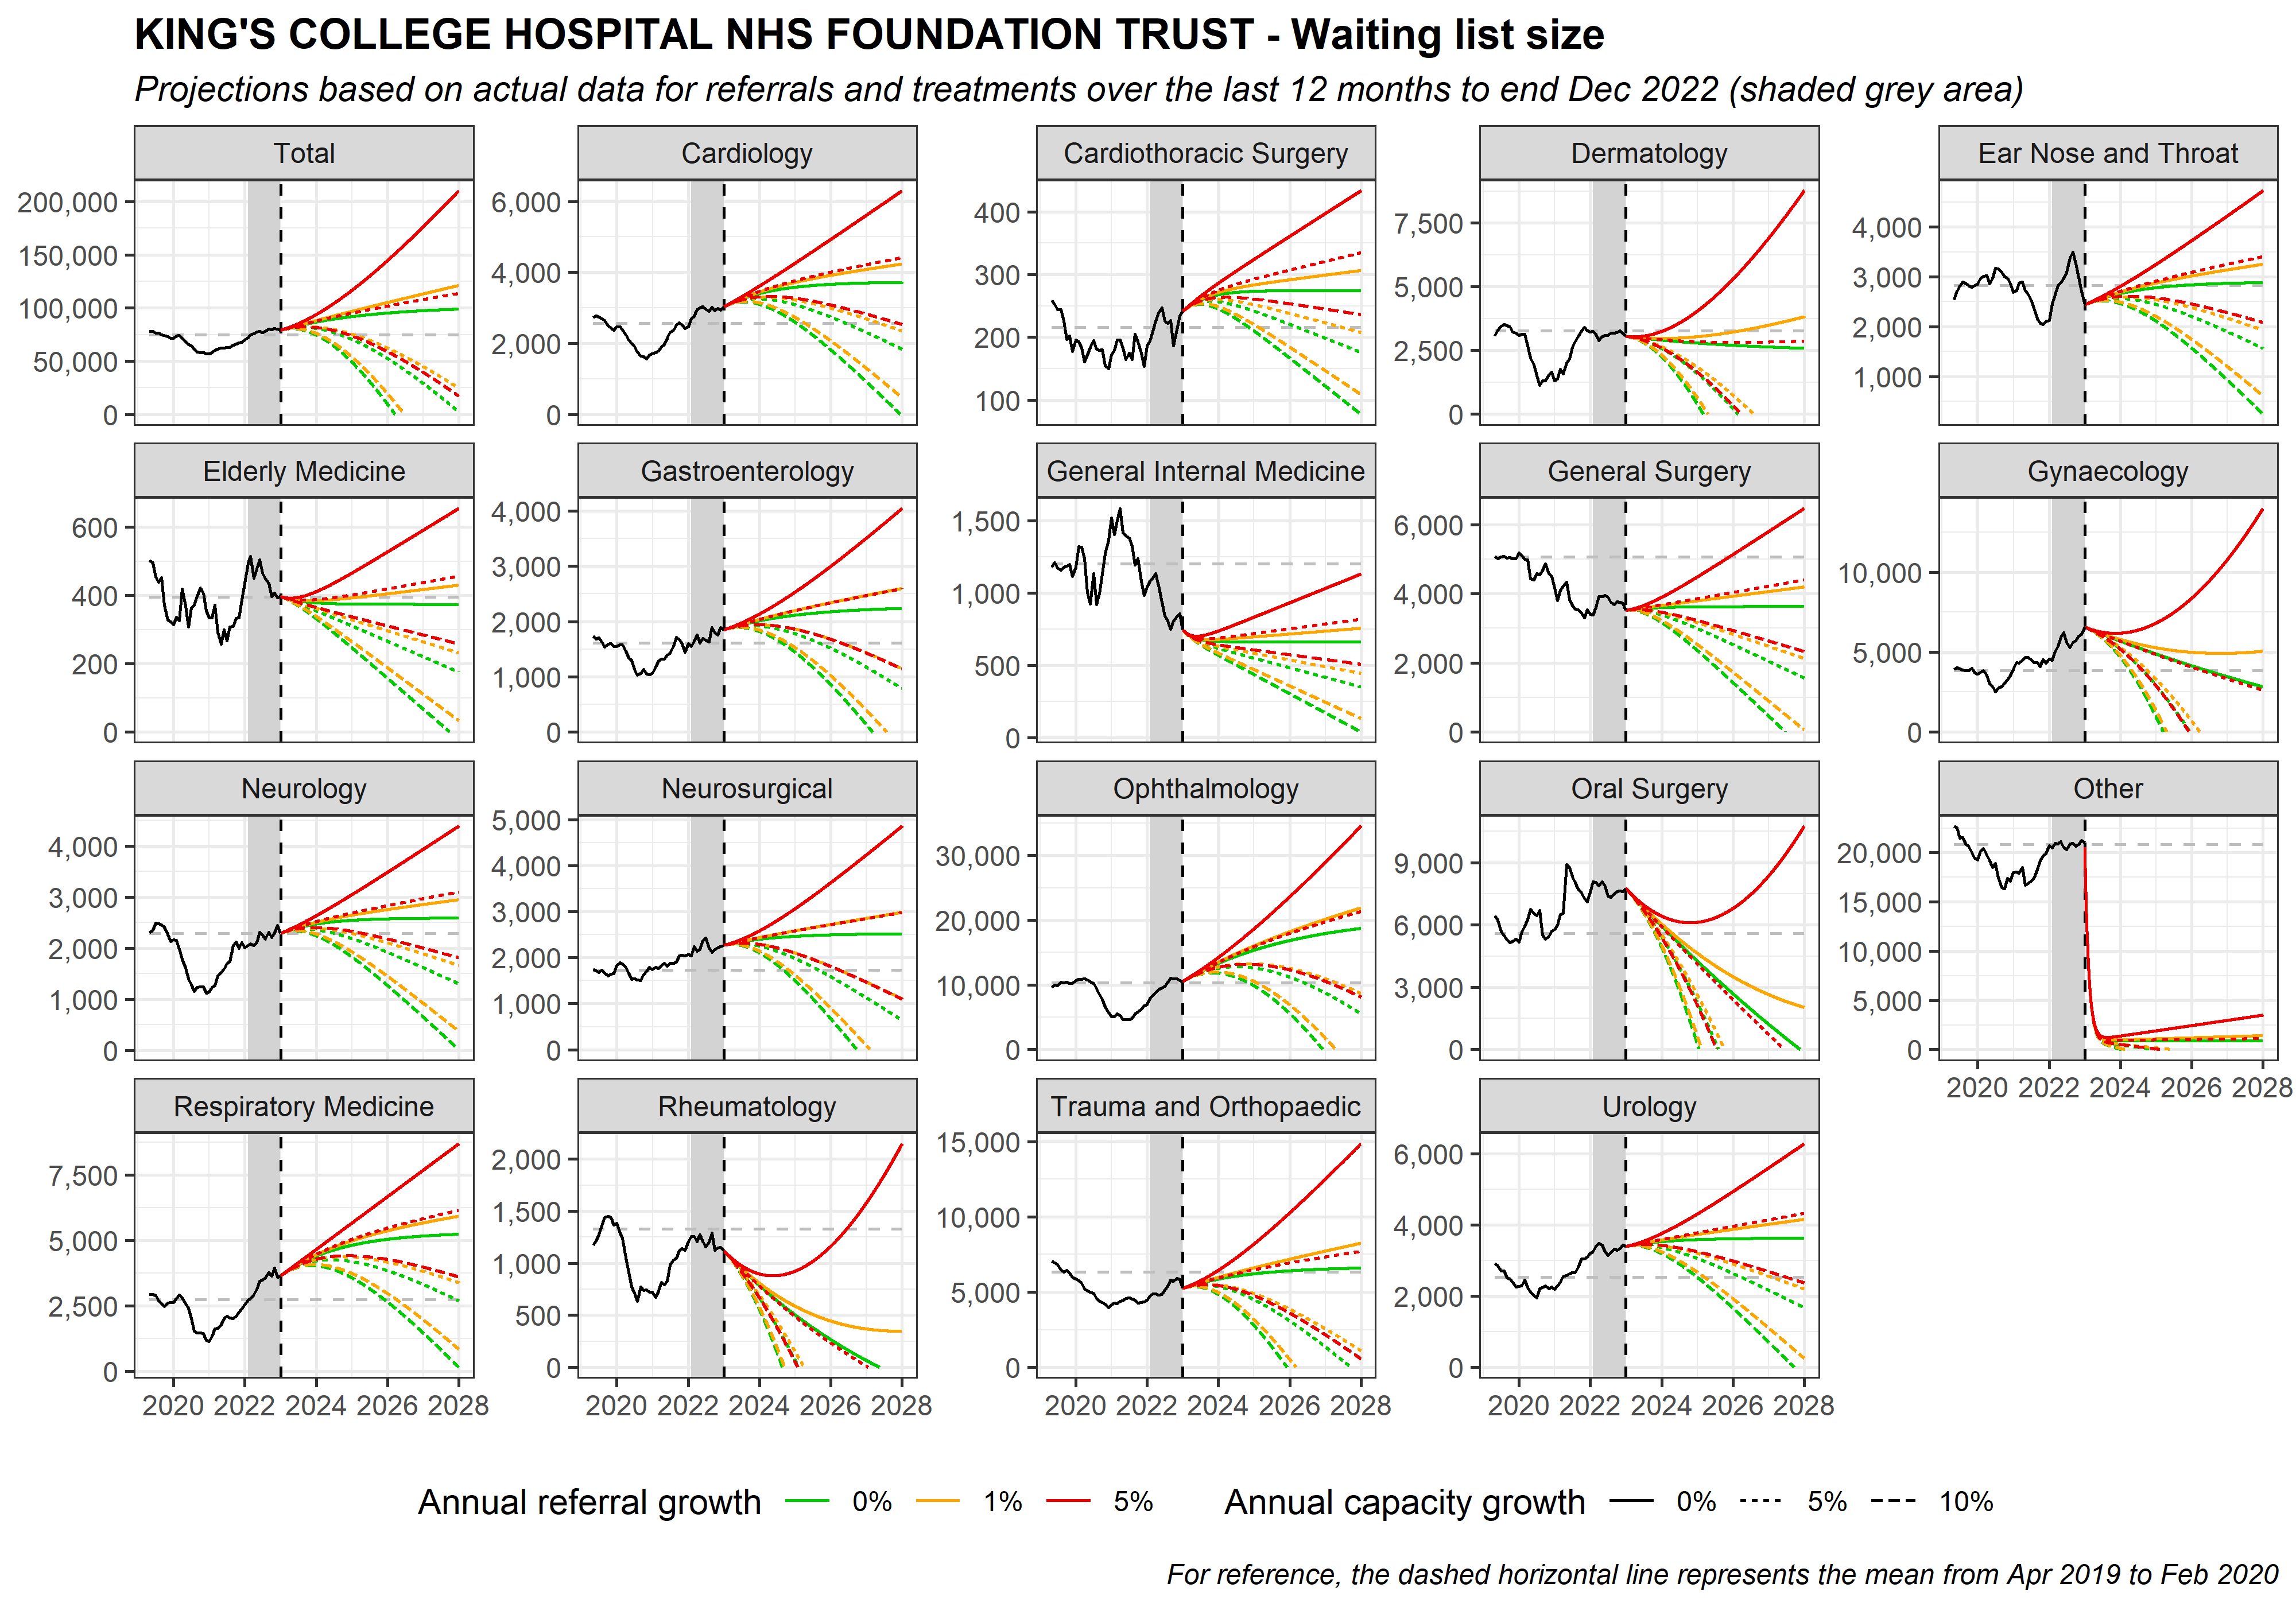 KING'S COLLEGE HOSPITAL NHS FOUNDATION TRUST - Waiting list size
Projections based on actual data for referrals and treatments over the last 12 months to end Dec 2022 (shaded grey area)
Total
200,000
150,000
100,000
50,000
0
Cardiology
6,000
4,000
2,000
0
Cardiothoracic Surgery
400
300
200
100
Dermatology
7,500
5,000
2,500
0
Ear Nose and Throat
4,000
3,000
2,000
1,000
Elderly Medicine
600
400
200
0
Gastroenterology
4,000
3,000
2,000
1,000
0
General Internal Medicine
1,500
1,000
500
0
General Surgery
6,000
4,000
2,000
0
Gynaecology
10,000
5,000
0
Neurology
4,000
3,000
2,000
1,000
0
Neurosurgical
5,000
4,000
3,000
2,000
1,000
0
Ophthalmology
30,000
20,000
10,000
0
Oral Surgery
9,000
6,000
3,000
0
Other
20,000
15,000
10,000
5,000
0
2020 2022 2024 2026 2028
Respiratory Medicine
7,500
5,000
2,500
0
2020 2022 2024 2026 2028
Rheumatology
2,000
1,500
1,000
500
0
2020 2022 2024 2026 2028
Trauma and Orthopaedic
15,000
10,000
5,000
0
2020 2022 2024 2026 2028
Urology
6,000
4,000
2,000
0
2020 2022 2024 2026 2028
Annual referral growth 0% 1% 5% Annual capacity growth 0% 5% 10%
For reference, the dashed horizontal line represents the mean from Apr 2019 to Feb 2020